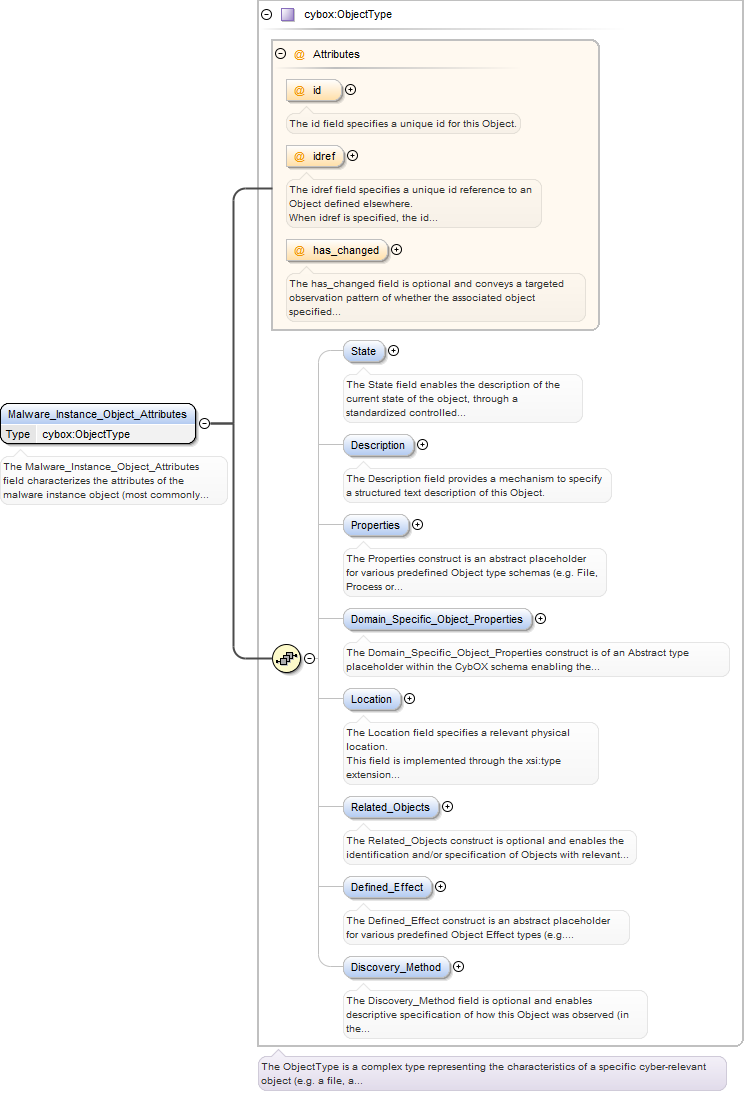 cybox:ObjectType
@ Attributes
@ id
The id field specifies a unique id for this Object.
@ idref
The idref field specifies a unique id reference to an
Object defined elsewhere.
When idref is specified, the id...
@ has_changed
The has_changed field is optional and conveys a targeted
observation pattern of whether the associated object
specified...
Malware_Instance_Object_Attributes
Type cybox:ObjectType
The Malware_Instance_Object_Attributes
field characterizes the attributes of the
malware instance object (most commonly...
State
The State field enables the description of the
current state of the object, through a
standardized controlled...
Description
The Description field provides a mechanism to specify
a structured text description of this Object.
Properties
The Properties construct is an abstract placeholder
for various predefined Object type schemas (e.g. File,
Process or...
Domain_Specific_Object_Properties
The Domain_Specific_Object_Properties construct is of an Abstract type
placeholder within the CybOX schema enabling the...
Location
The Location field specifies a relevant physical
location.
This field is implemented through the xsi:type
extension...
Related_Objects
The Related_Objects construct is optional and enables the
identification and/or specification of Objects with relevant...
Defined_Effect
The Defined_Effect construct is an abstract placeholder
for various predefined Object Effect types (e.g....
Discovery_Method
The Discovery_Method field is optional and enables
descriptive specification of how this Object was observed (in
the...
The ObjectType is a complex type representing the characteristics of a specific cyber-relevant
object (e.g. a file, a...